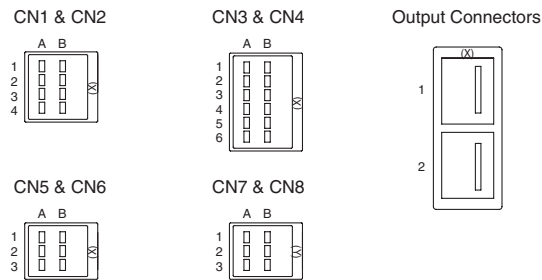 CN1 & CN2
A B
1
2
3
4
(X)
CN3 & CN4
A B
1
2
3
4
5
6
(X)
Output Connectors
(X)
1
2
CN5 & CN6
A B
1
2
3
(X)
CN7 & CN8
A B
1
2
3
(Y)